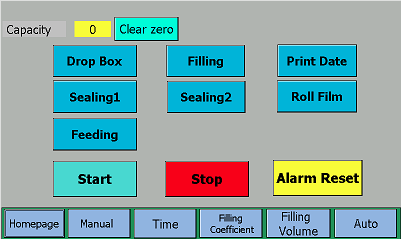 Capacity 0 Clear zero
Drop Box Filling Print Date
Sealing1 Sealing2 Roll Film
Feeding
Start Stop Alarm Reset
Homepage Manual Time Filling Coefficient Filling Volume Auto